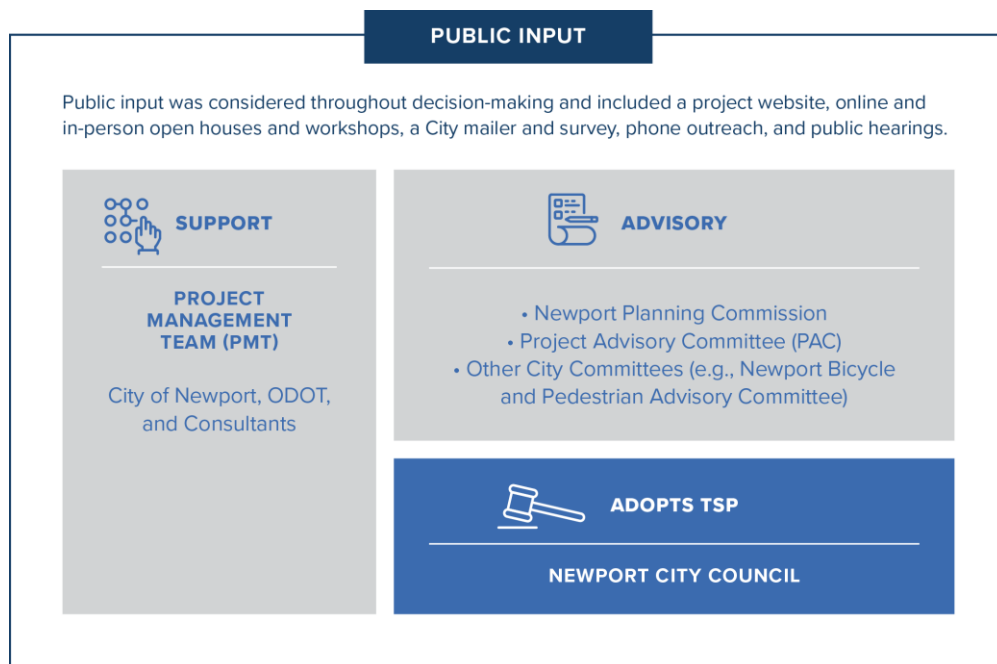 PUBLIC INPUT
Public input was considered throughout decision-making and included a project website, online and
in-person open houses and workshops, a City mailer and survey, phone outreach, and public hearings.
SUPPORT
PROJECT
MANAGEMENT
TEAM (PMT)
City of Newport, ODOT,
and Consultants
ADVISORY
• Newport Planning Commission
• Project Advisory Committee (PAC)
• Other City Committees (e.g., Newport Bicycle
and Pedestrian Advisory Committee)
ADOPTS TSP
NEWPORT CITY COUNCIL